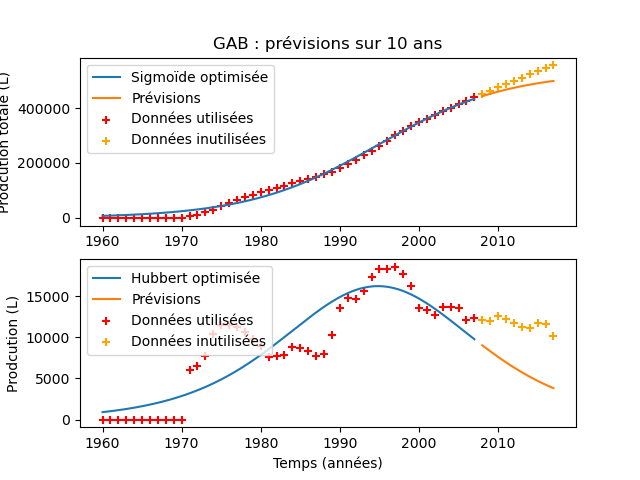 GAB : prévisions sur 10 ans
Prodcution totale (L)
400000
200000
0
Sigmoïde optimisée
Prévisions
Données utilisées
Données inutilisées
1960 1970 1980 1990 2000 2010
Prodcution (L)
15000
10000
5000
0
Hubbert optimisée
Prévisions
Données utilisées
Données inutilisées
1960 1970 1980 1990 2000 2010
Temps (années)